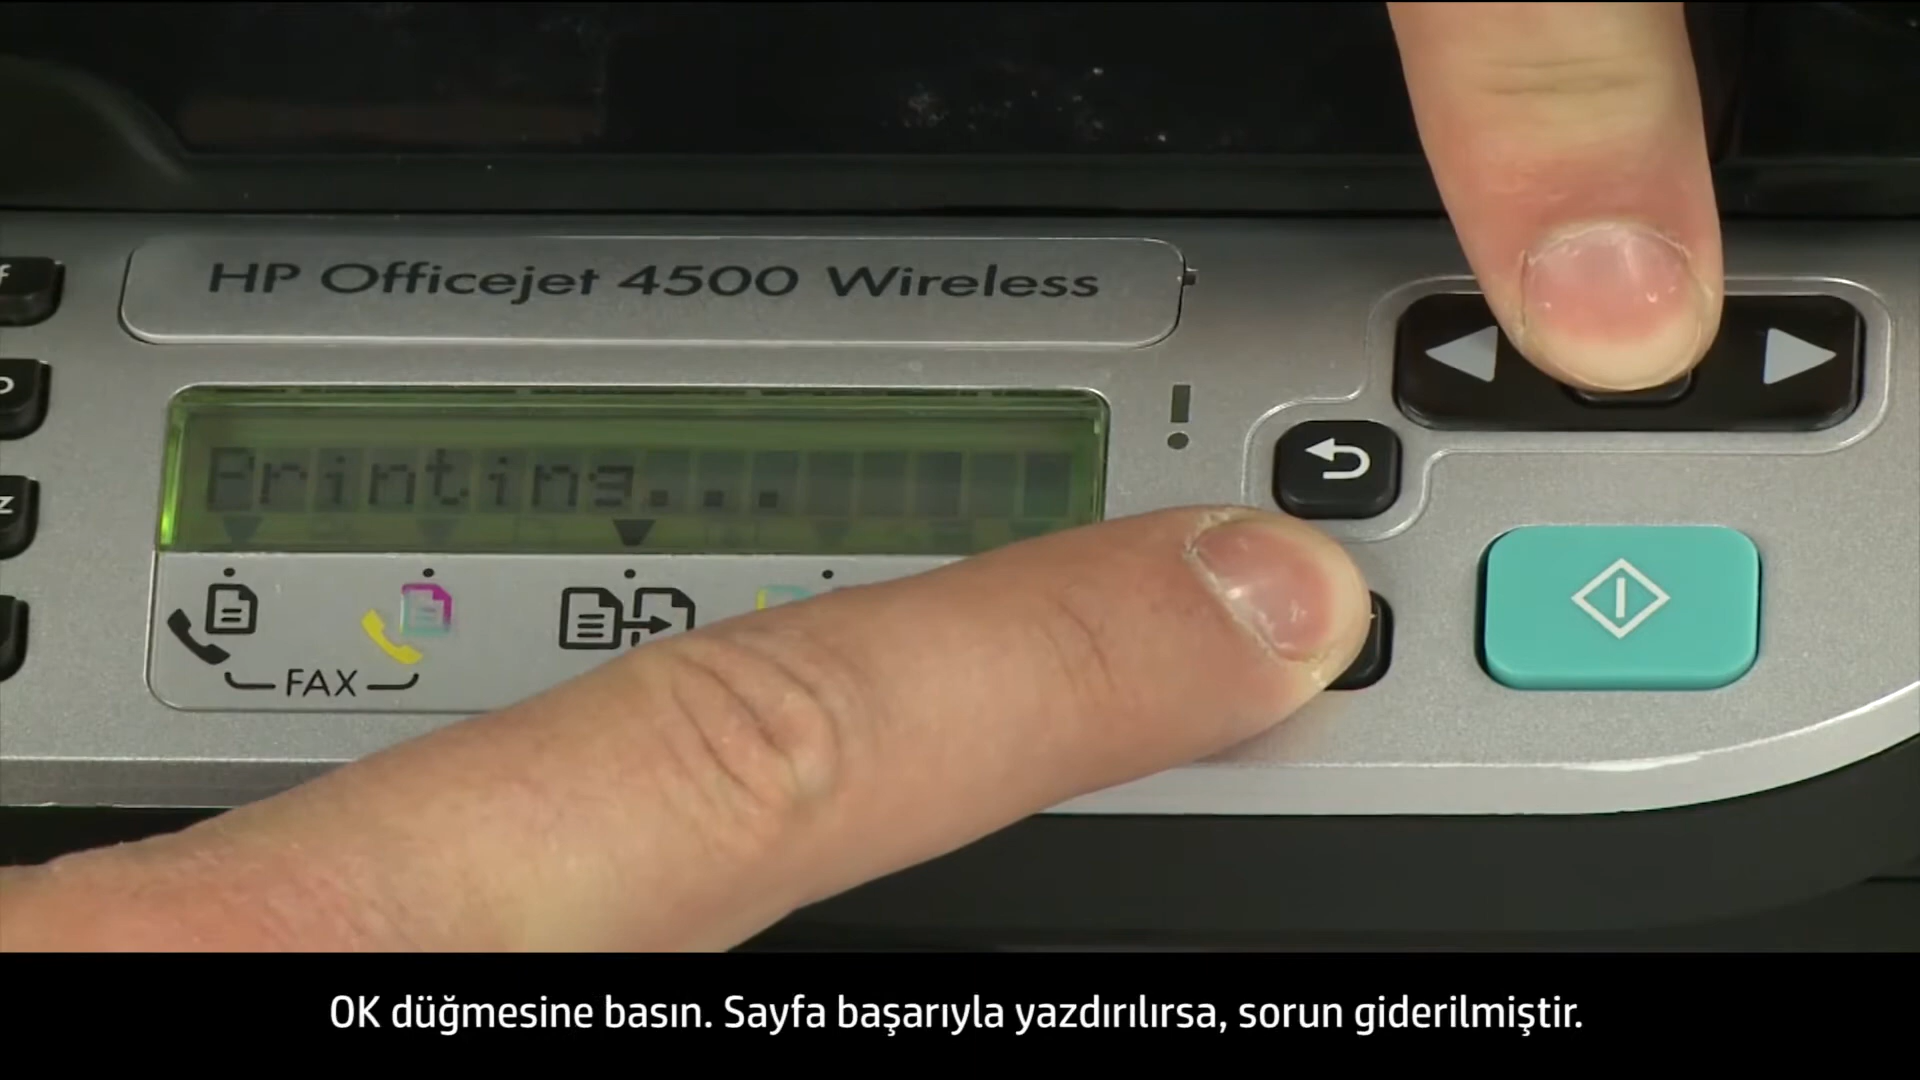 HP Officejet 4500 Wireless
Printing...
FAX
OK düğmesine basın. Sayfa başarıyla yazdırılırsa, sorun giderilmiştir.